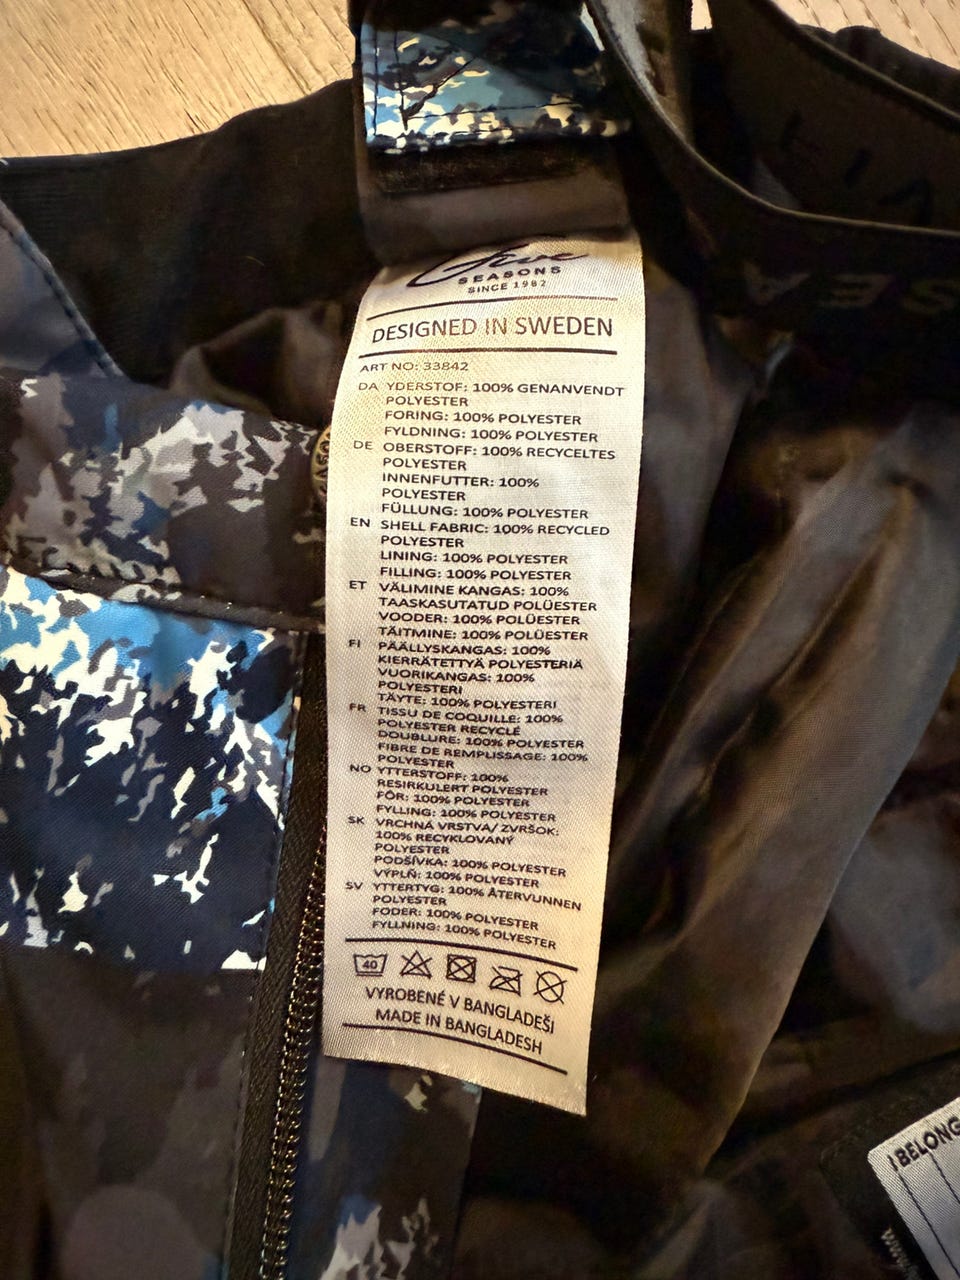 Five
SEASONS
SINCE 1982
DESIGNED IN SWEDEN
ART NO: 33842
DA YDERSTOF: 100% GENANVENDT
POLYESTER
FORING: 100% POLYESTER
FYLDNING: 100% POLYESTER
DE OBERSTOFF: 100% RECYCELTES
POLYESTER
INNENFUTTER: 100%
POLYESTER
FÜLLUNG: 100% POLYESTER
EN SHELL FABRIC: 100% RECYCLED
POLYESTER
LINING: 100% POLYESTER
FILLING: 100% POLYESTER
ET VÄLIMINE KANGAS: 100%
TAASKASUTATUD POLÜESTER
VOODER: 100% POLÜESTER
TÄITMINE: 100% POLÜESTER
FI PÄÄLLYSKANGAS: 100%
KIERRÄTETTYÄ POLYESTERIÄ
VUORIKANGAS: 100%
POLYESTERI
TÄYTE: 100% POLYESTERI
FR TISSU DE COQUILLE: 100%
POLYESTER RECYCLÉ
DOUBLURE: 100% POLYESTER
FIBRE DE REMPLISSAGE: 100%
POLYESTER
NO YTTERSTOFF: 100%
RESIRKULERT POLYESTER
FÔR: 100% POLYESTER
FYLLING: 100% POLYESTER
SK VRCHNÁ VRSTVA/ ZVRŠOK:
100% RECYKLOVANÝ
POLYESTER
PODŠÍVKA: 100% POLYESTER
VÝPLŇ: 100% POLYESTER
SV YTTERTYG: 100% ÅTERVUNNEN
POLYESTER
FODER: 100% POLYESTER
FYLLNING: 100% POLYESTER
40
VYROBENÉ V BANGLADEŠI
MADE IN BANGLADESH
I BELONG